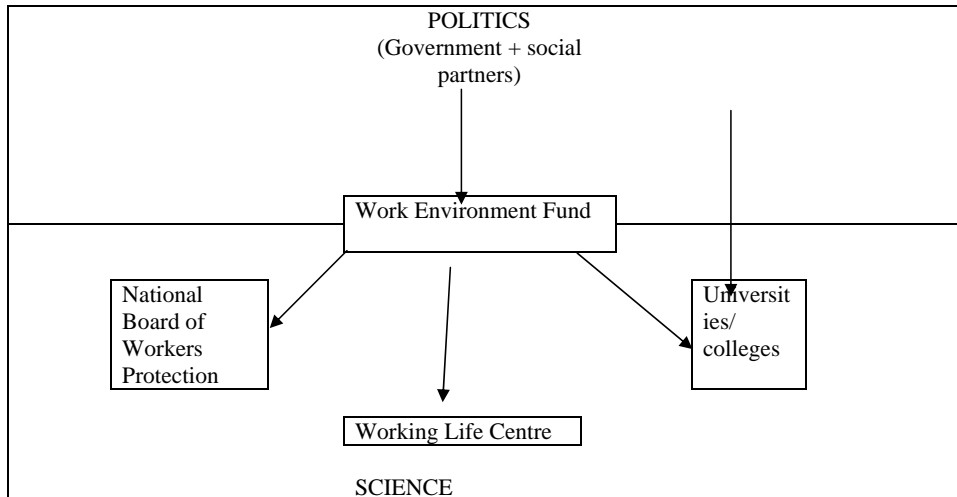 POLITICS
(Government + social
partners)
Work Environment Fund
National
Board of
Workers
Protection
Universit
ies/
colleges
Working Life Centre
SCIENCE